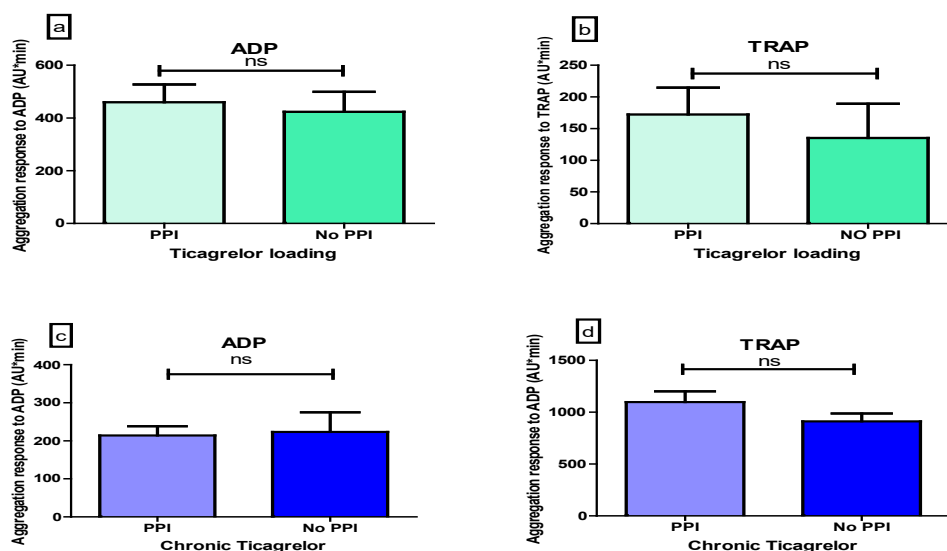 a
ADP
ns
Aggregation response to ADP (AU*min)
600
400
200
0
PPI
No PPI
Ticagrelor loading
b
TRAP
ns
Aggregation response to TRAP (AU*min)
250
200
150
100
50
0
PPI
NO PPI
Ticagrelor loading
c
ADP
ns
Aggregation response to ADP (AU*min)
400
300
200
100
0
PPI
No PPI
Chronic Ticagrelor
d
TRAP
ns
Aggregation response to ADP (AU*min)
1500
1000
500
0
PPI
No PPI
Chronic Ticagrelor